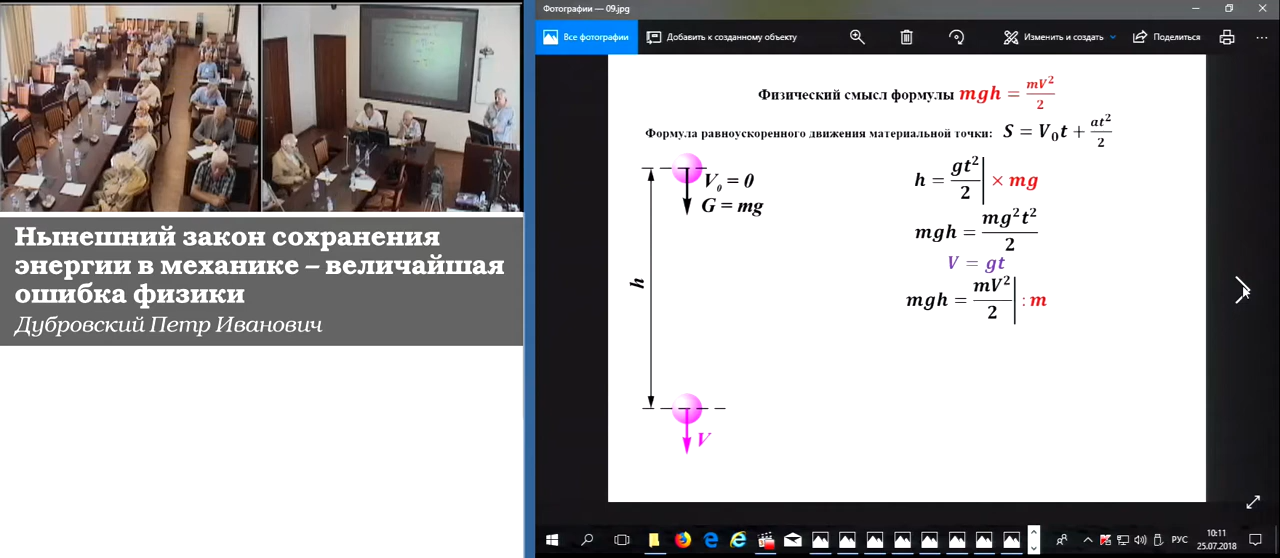 Нынешний закон сохранения
энергии в механике – величайшая
ошибка физики
Дубровский Петр Иванович
Фотографии — 09.jpg
Все фотографии
Добавить к созданному объекту
Изменить и создать
Поделиться
Физический смысл формулы mgh = mV²/2
Формула равноускоренного движения материальной точки: S = V₀t + at²/2
V₀ = 0
G = mg
h
V
h = gt²/2 | × mg
mgh = mg²t²/2
V = gt
mgh = mV²/2 | : m
РУС
10:11
25.07.2018